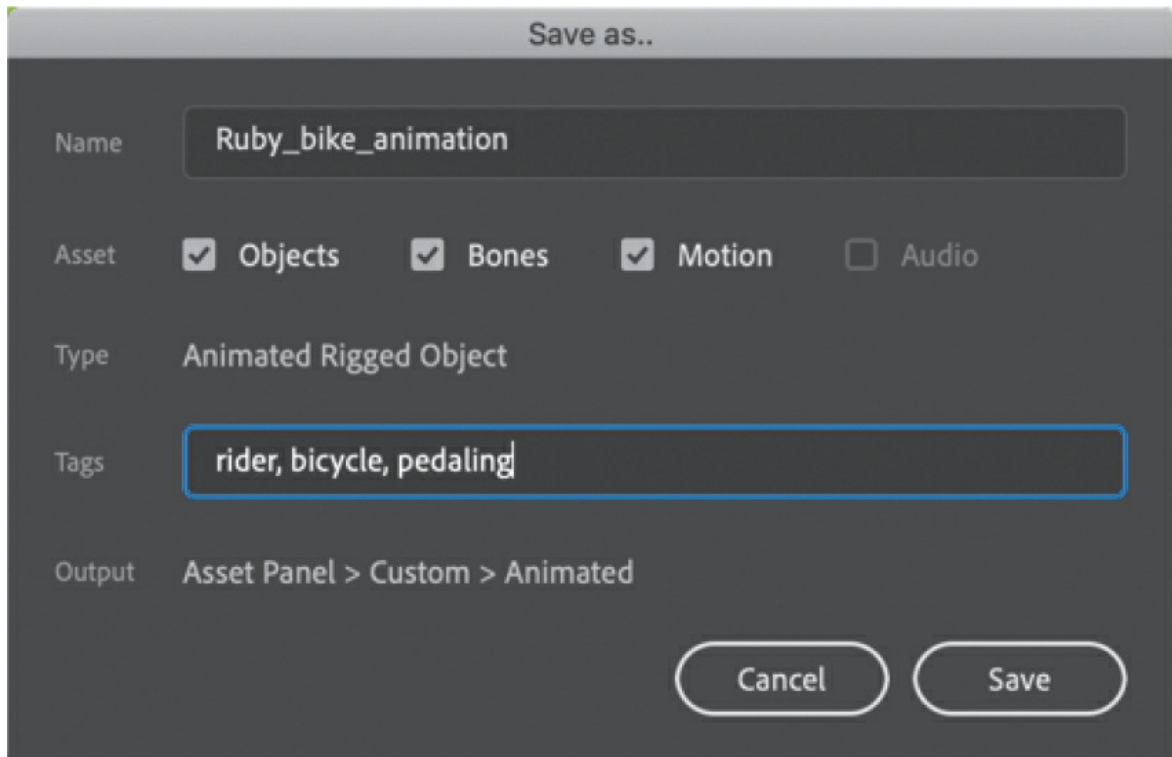 Save as..
Name Ruby_bike_animation
Asset Objects Bones Motion Audio
Type Animated Rigged Object
Tags rider, bicycle, pedaling
Output Asset Panel > Custom > Animated
Cancel Save